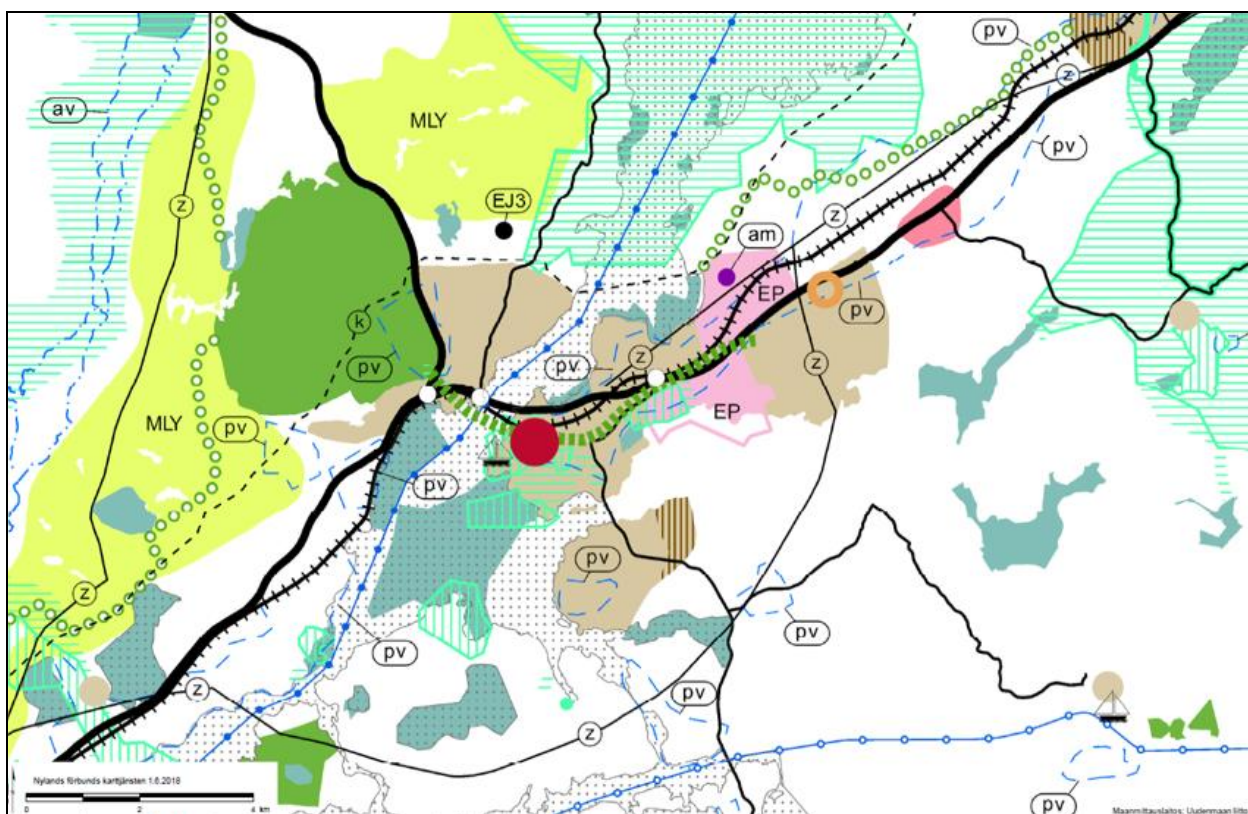 pv
z
av
pv
MLY
z
EJ3
z
am
EP
pv
k
pv
pv
z
z
EP
MLY
pv
pv
pv
z
pv
pv
z
pv
z
Nylands förbunds karttjänsten 1.6.2018
0 2 4 km
pv
Maanmittauslaitos; Uudenmaan liitto